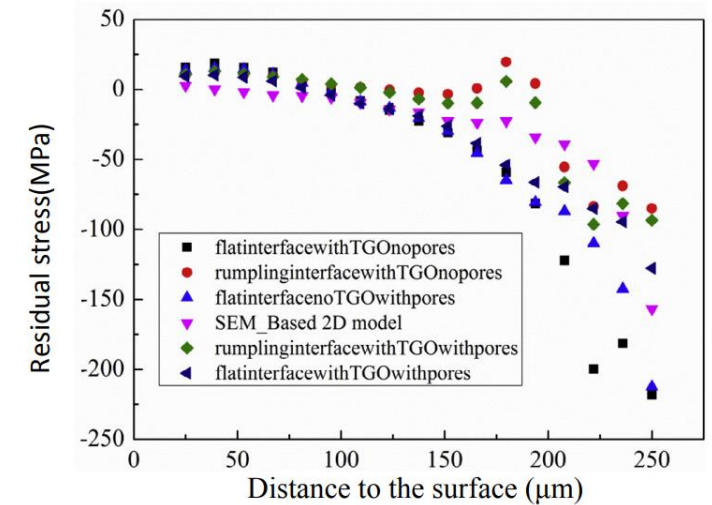 50
0
-50
-100
-150
-200
-250
Residual stress(MPa)
flatinterfacewithTGOnopores
rumplinginterfacewithTGOnopores
flatinterfacenoTGOwithpores
SEM_Based 2D model
rumplinginterfacewithTGOwithpores
flatinterfacewithTGOwithpores
0 50 100 150 200 250
Distance to the surface (μm)